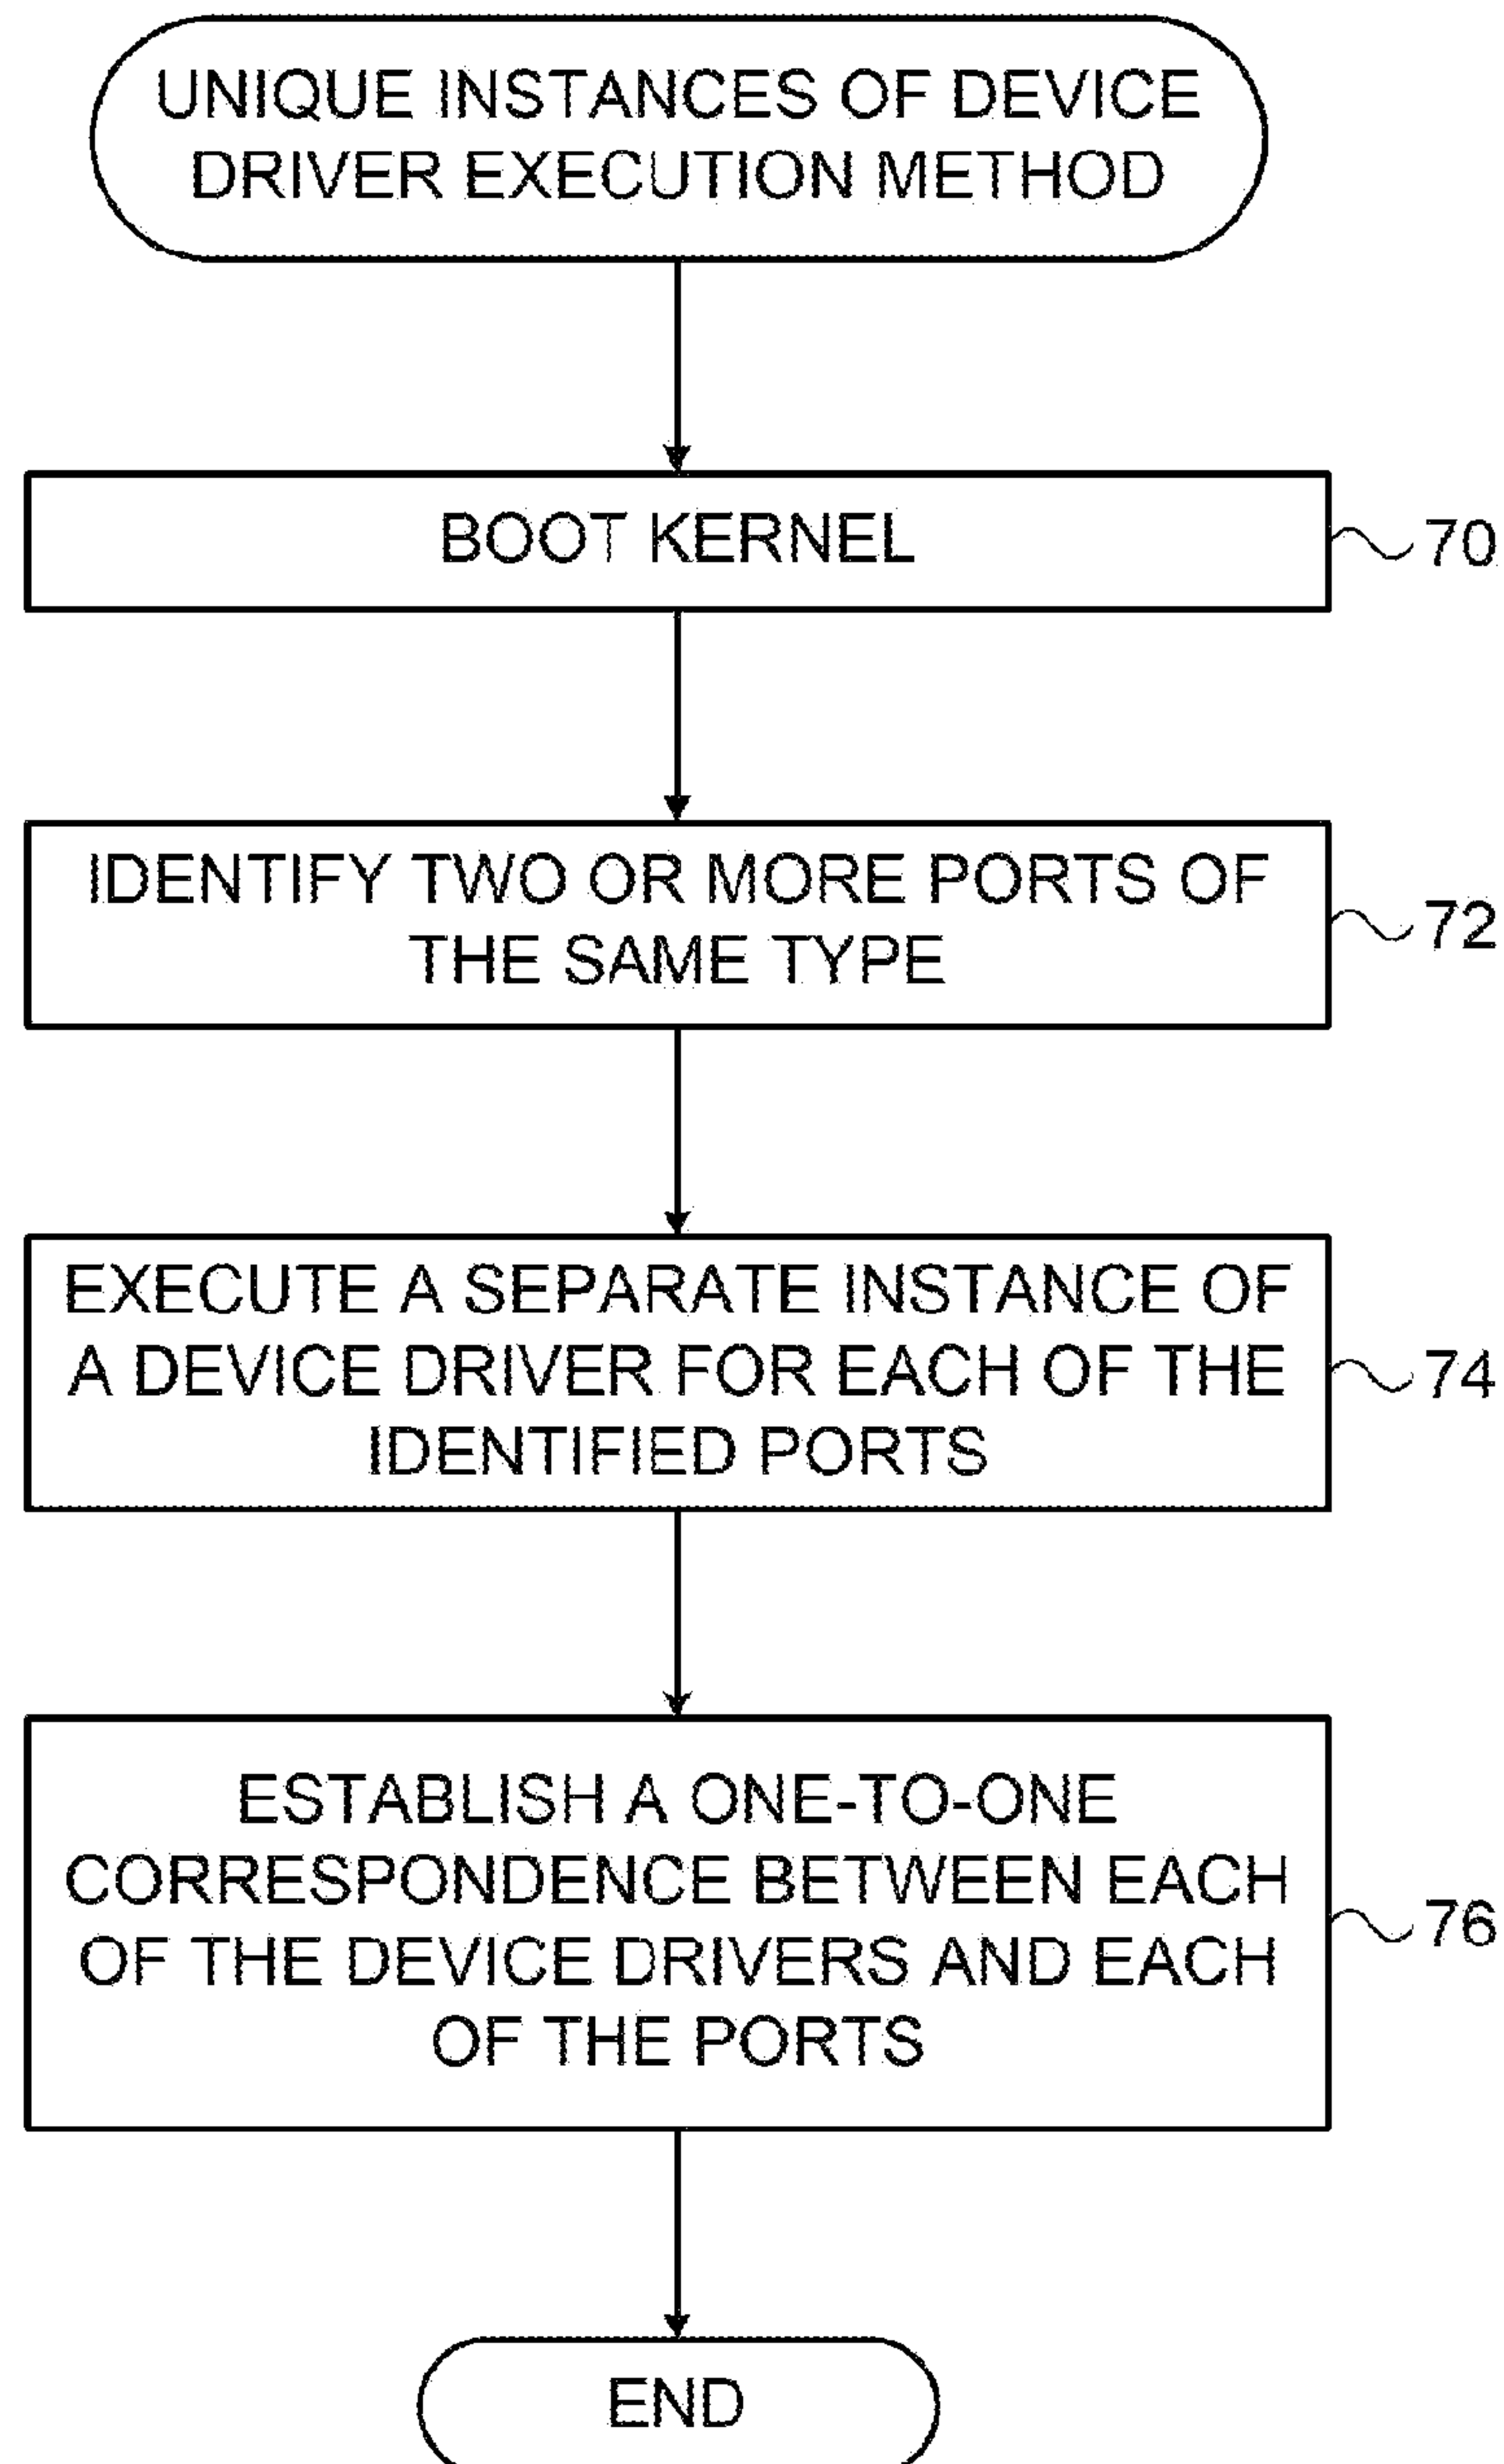 UNIQUE INSTANCES OF DEVICE
DRIVER EXECUTION METHOD
BOOT KERNEL
70
IDENTIFY TWO OR MORE PORTS OF
THE SAME TYPE
72
EXECUTE A SEPARATE INSTANCE OF
A DEVICE DRIVER FOR EACH OF THE
IDENTIFIED PORTS
74
ESTABLISH A ONE-TO-ONE
CORRESPONDENCE BETWEEN EACH
OF THE DEVICE DRIVERS AND EACH
OF THE PORTS
76
END